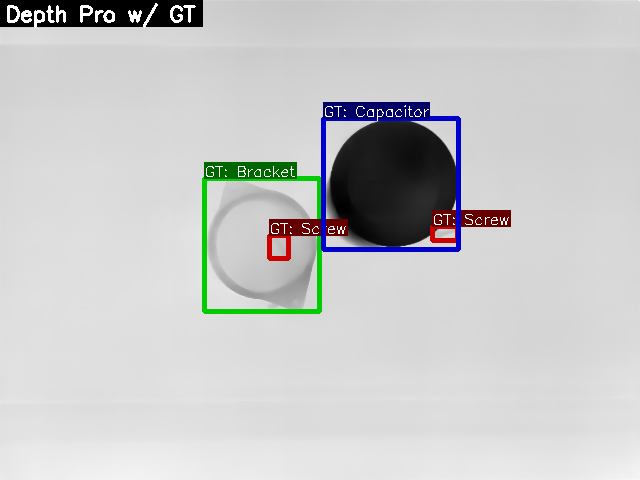 Depth Pro w/ GT
GT: Capacitor
GT: Bracket
GT: Screw
GT: Screw